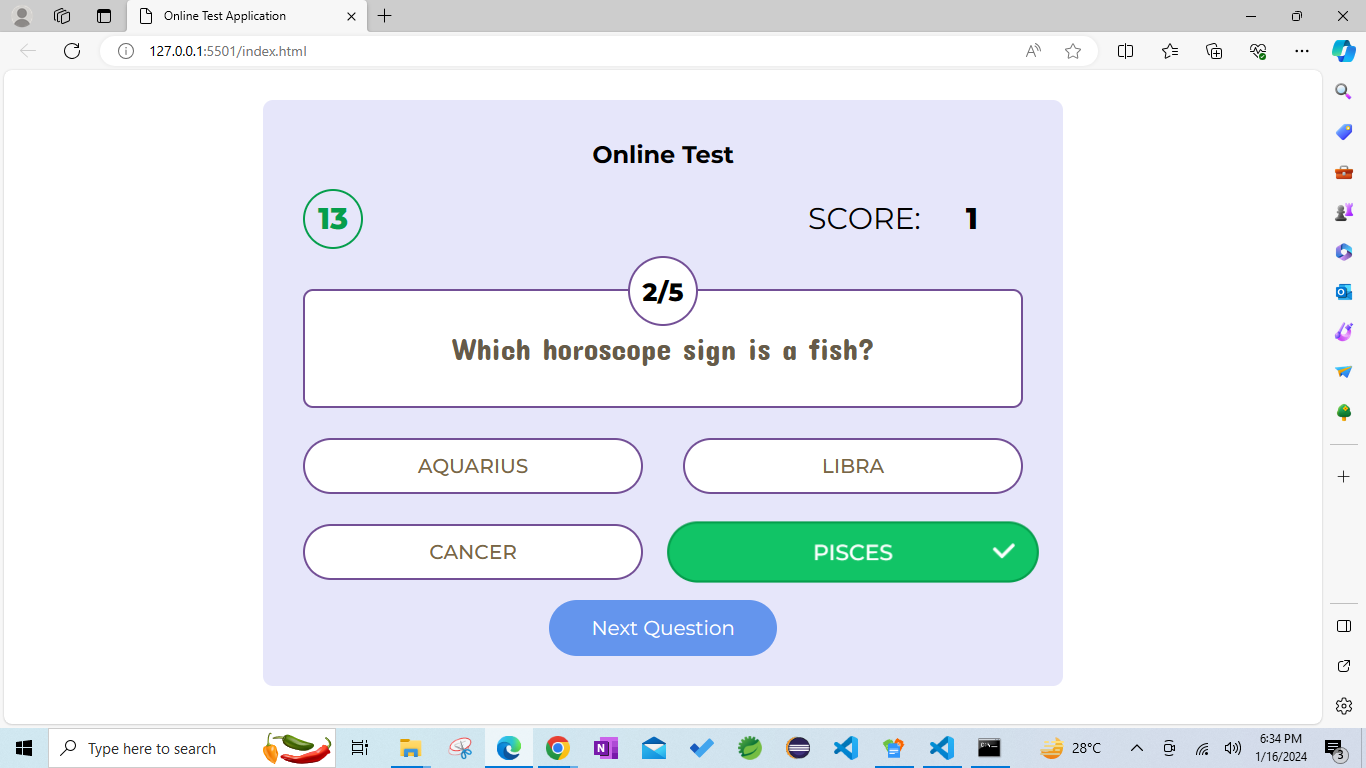 Online Test Application
127.0.0.1:5501/index.html
Online Test
13
SCORE: 1
2/5
Which horoscope sign is a fish?
AQUARIUS
LIBRA
CANCER
PISCES
Next Question
Type here to search
28°C
6:34 PM
1/16/2024
3